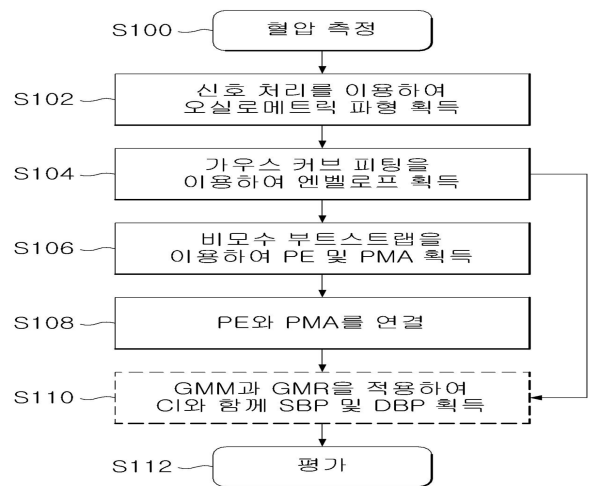 S100
혈압 측정
S102
신호 처리를 이용하여
오실로메트릭 파형 획득
S104
가우스 커브 피팅을
이용하여 엔벨로프 획득
S106
비모수 부트스트랩을
이용하여 PE 및 PMA 획득
S108
PE와 PMA를 연결
S110
GMM과 GMR을 적용하여
CI와 함께 SBP 및 DBP 획득
S112
평가